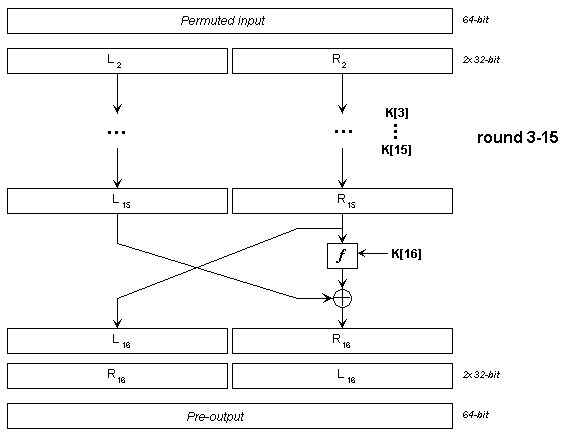 Permuted input 64-bit
L2 R2 2x32-bit
... ... K[3]
⋮
K[15]
round 3-15
L15 R15
f K[16]
L16 R16
R16 L16 2x32-bit
Pre-output 64-bit